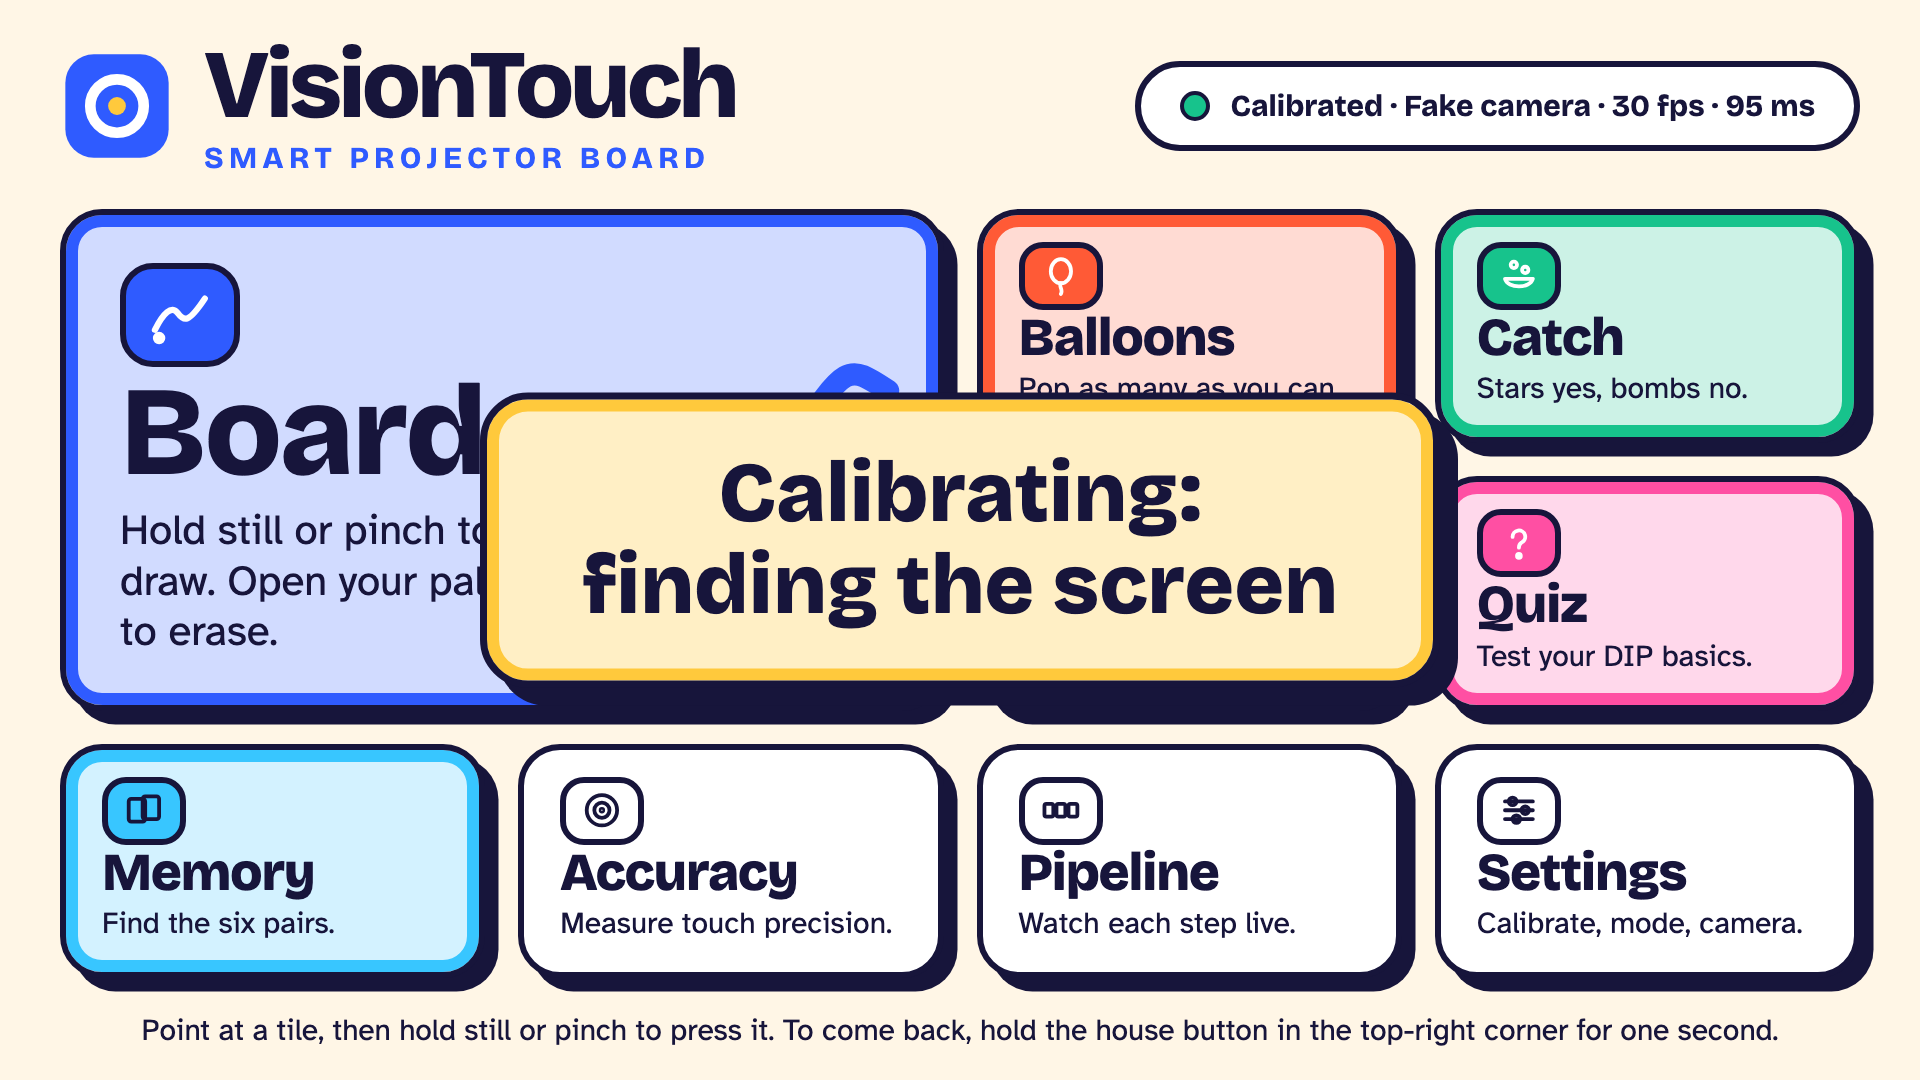 VisionTouch
SMART PROJECTOR BOARD
Calibrated · Fake camera · 30 fps · 95 ms
Board
Hold still or pinch to
draw. Open your
to erase.
Balloons
Pop as many as you can.
Catch
Stars yes, bombs no.
Calibrating:
finding the screen
Quiz
Test your DIP basics.
Memory
Find the six pairs.
Accuracy
Measure touch precision.
Pipeline
Watch each step live.
Settings
Calibrate, mode, camera.
Point at a tile, then hold still or pinch to press it. To come back, hold the house button in the top-right corner for one second.